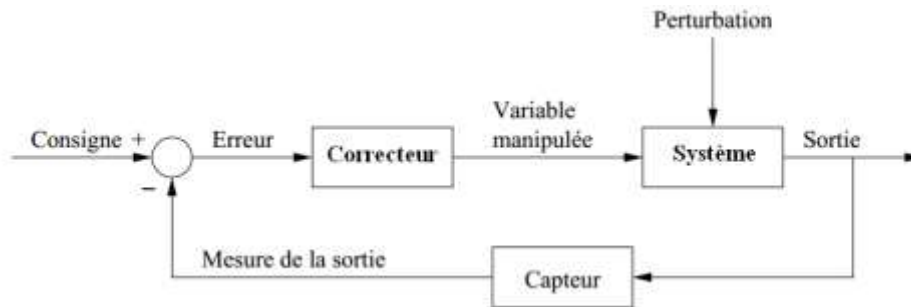 Perturbation
Consigne +
Erreur
Correcteur
Variable
manipulée
Système
Sortie
−
Mesure de la sortie
Capteur